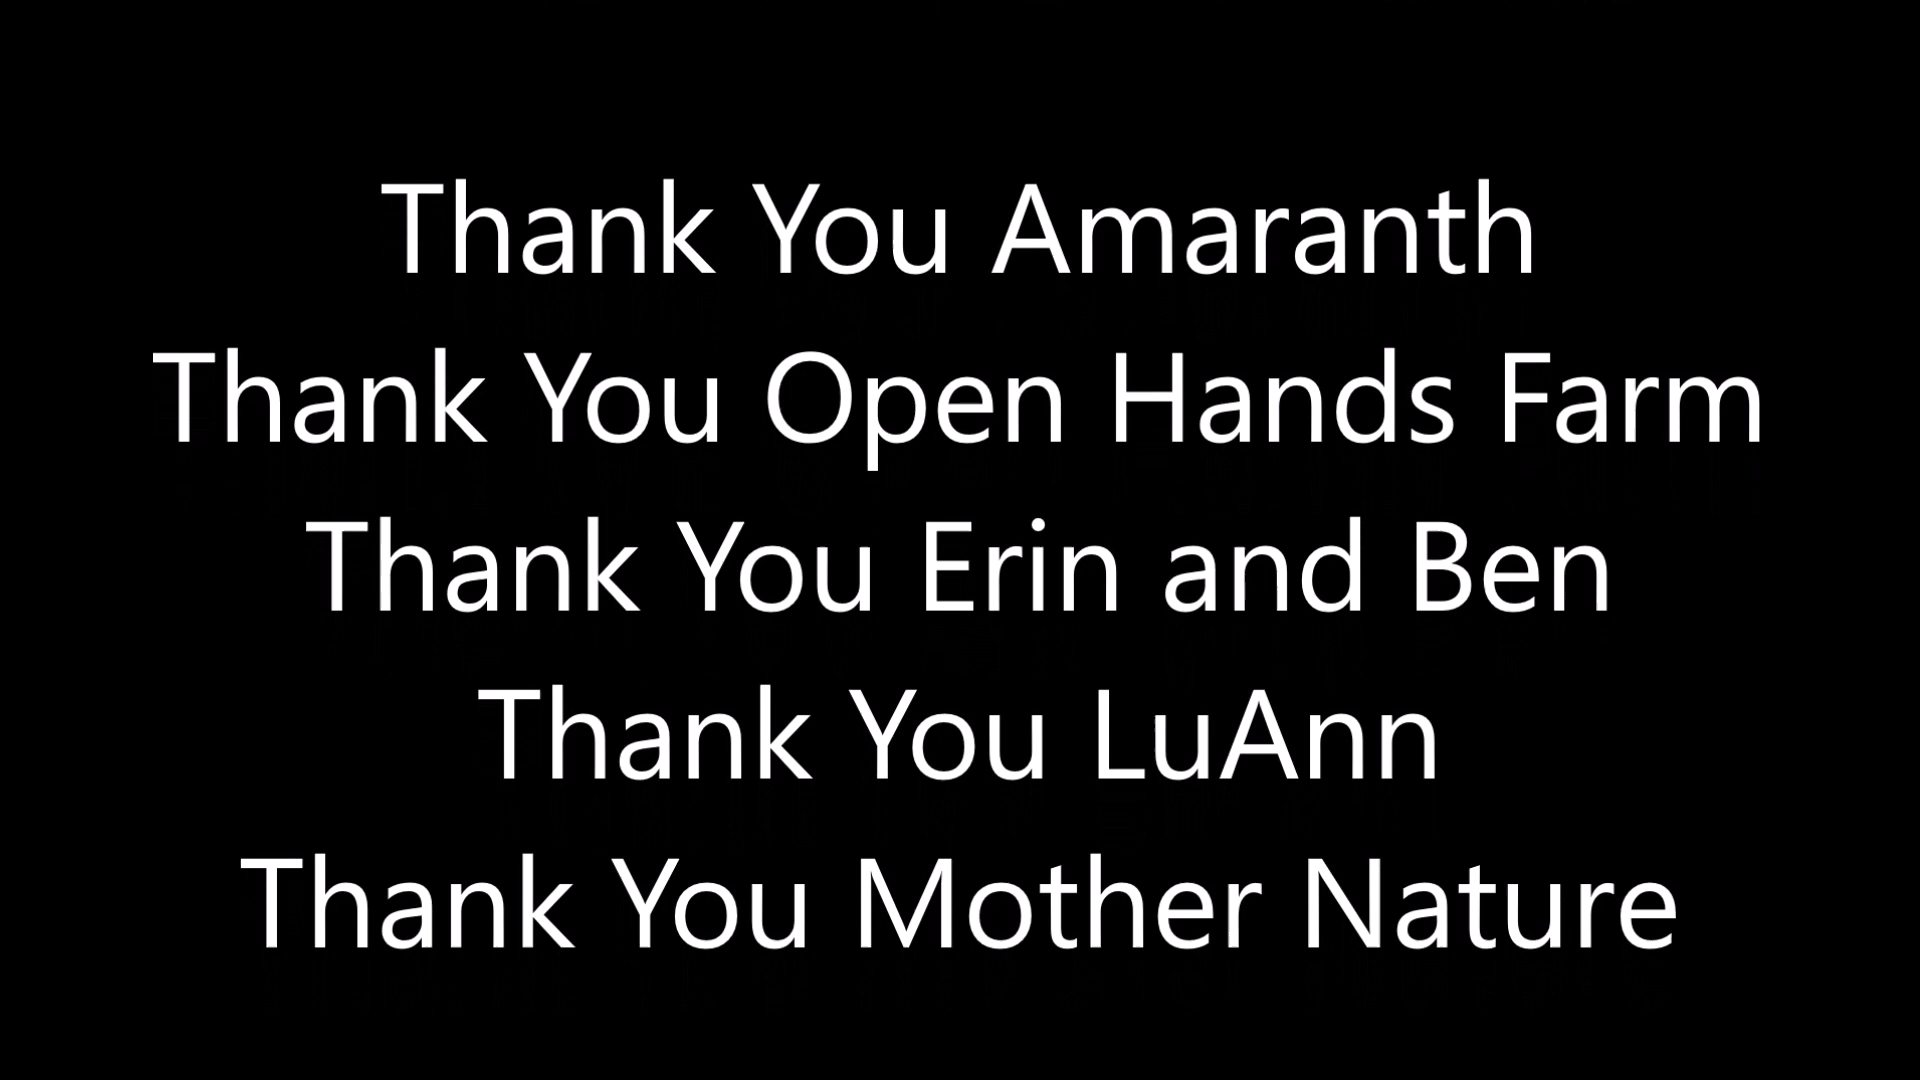 Thank You Amaranth
Thank You Open Hands Farm
Thank You Erin and Ben
Thank You LuAnn
Thank You Mother Nature